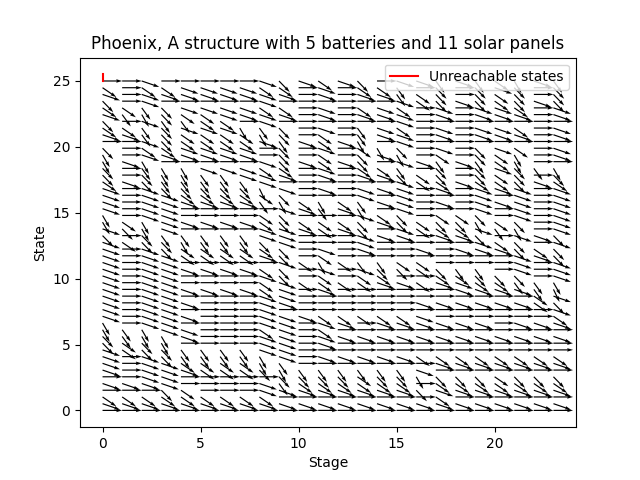 Phoenix, A structure with 5 batteries and 11 solar panels
Unreachable states
25
20
15
10
5
0
State
0
5
10
15
20
Stage